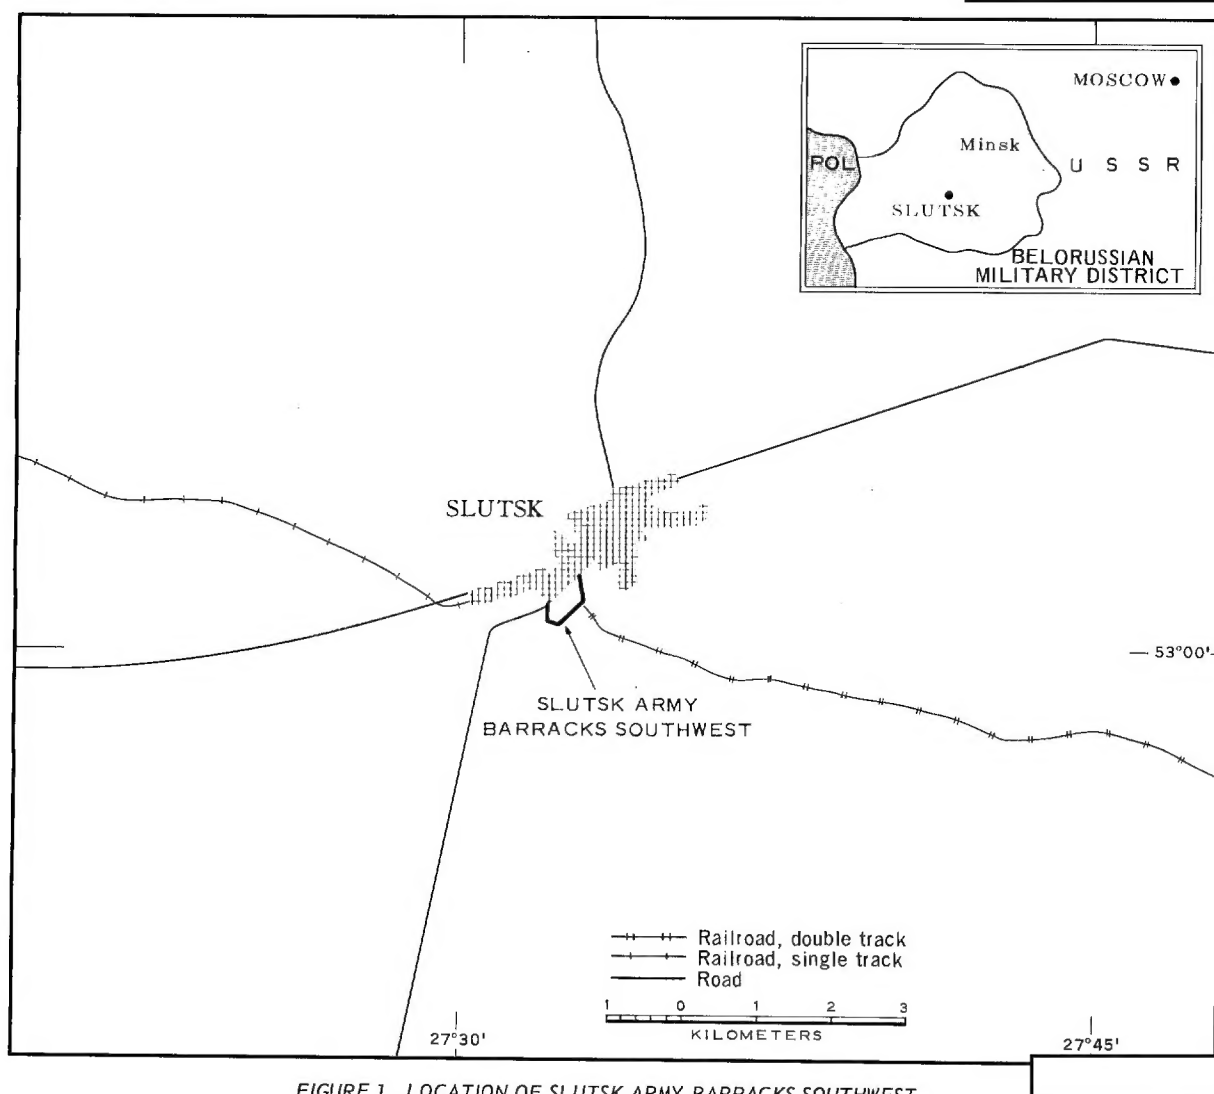 MOSCOW
POL
Minsk
U S S R
SLUTSK
BELORUSSIAN
MILITARY DISTRICT
SLUTSK
53°00'
SLUTSK ARMY
BARRACKS SOUTHWEST
Railroad, double track
Railroad, single track
Road
1 0 1 2 3
KILOMETERS
27°30'
27°45'
FIGURE 1. LOCATION OF SLUTSK ARMY BARRACKS SOUTHWEST